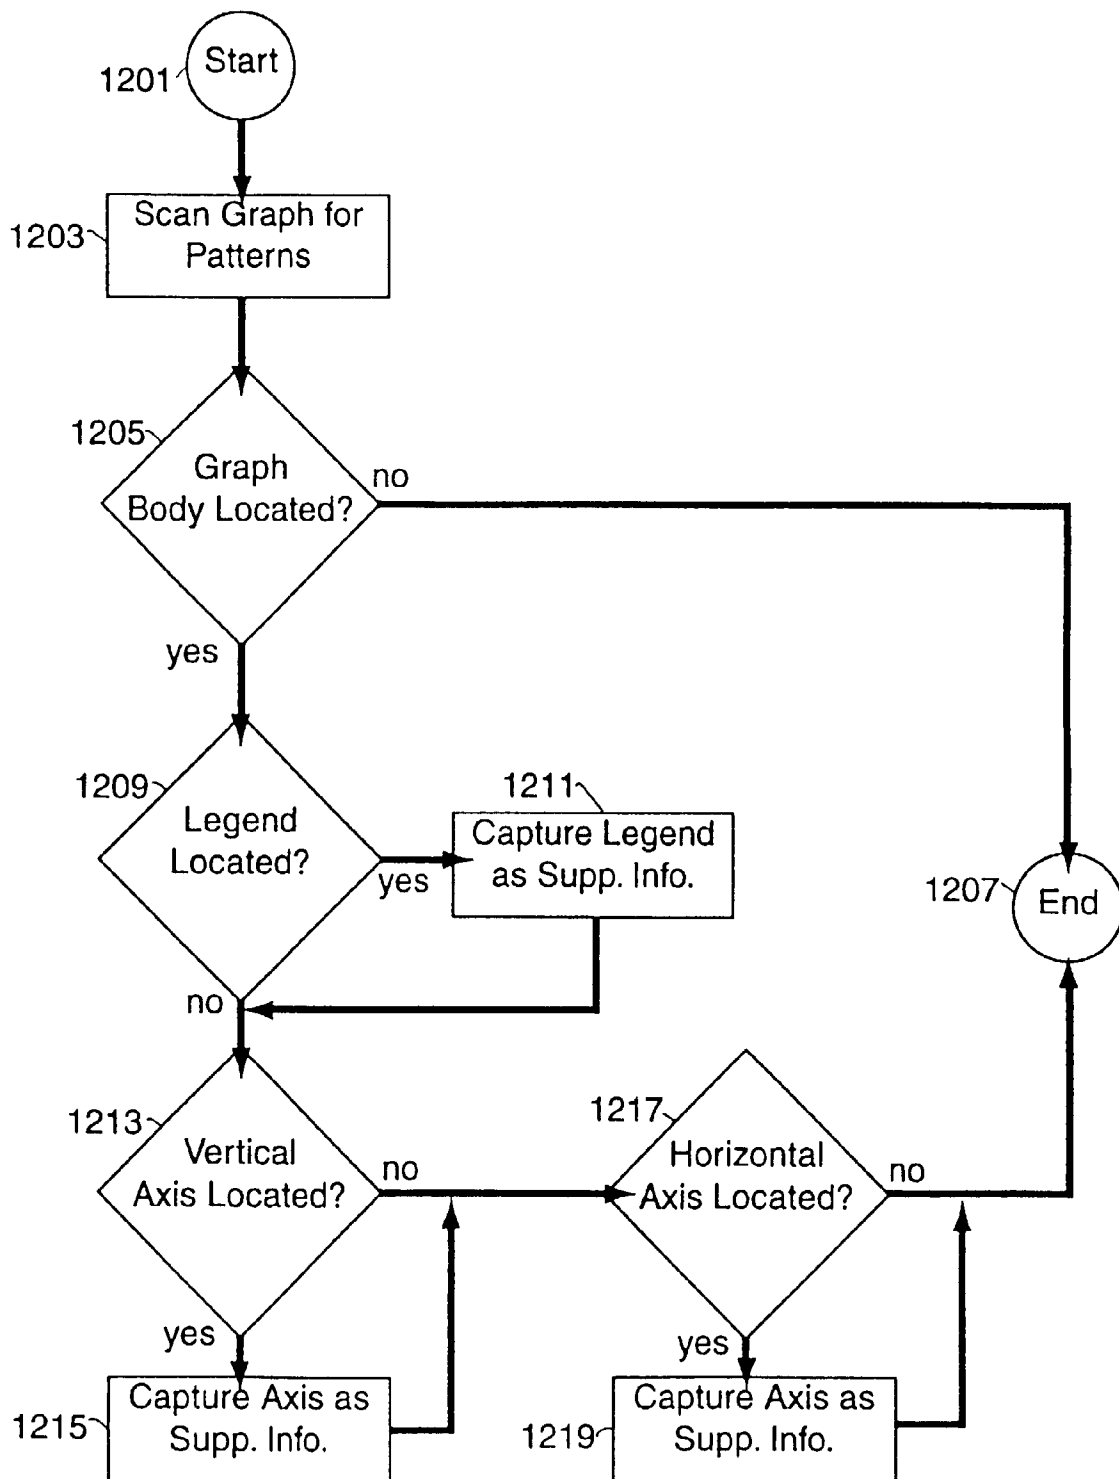 Start
1201
Scan Graph for
Patterns
1203
1205
Graph
Body Located?
no
yes
1209
Legend
Located?
yes
1211
Capture Legend
as Supp. Info.
1207
End
no
1213
Vertical
Axis Located?
no
1217
Horizontal
Axis Located?
no
yes
1215
Capture Axis as
Supp. Info.
yes
1219
Capture Axis as
Supp. Info.